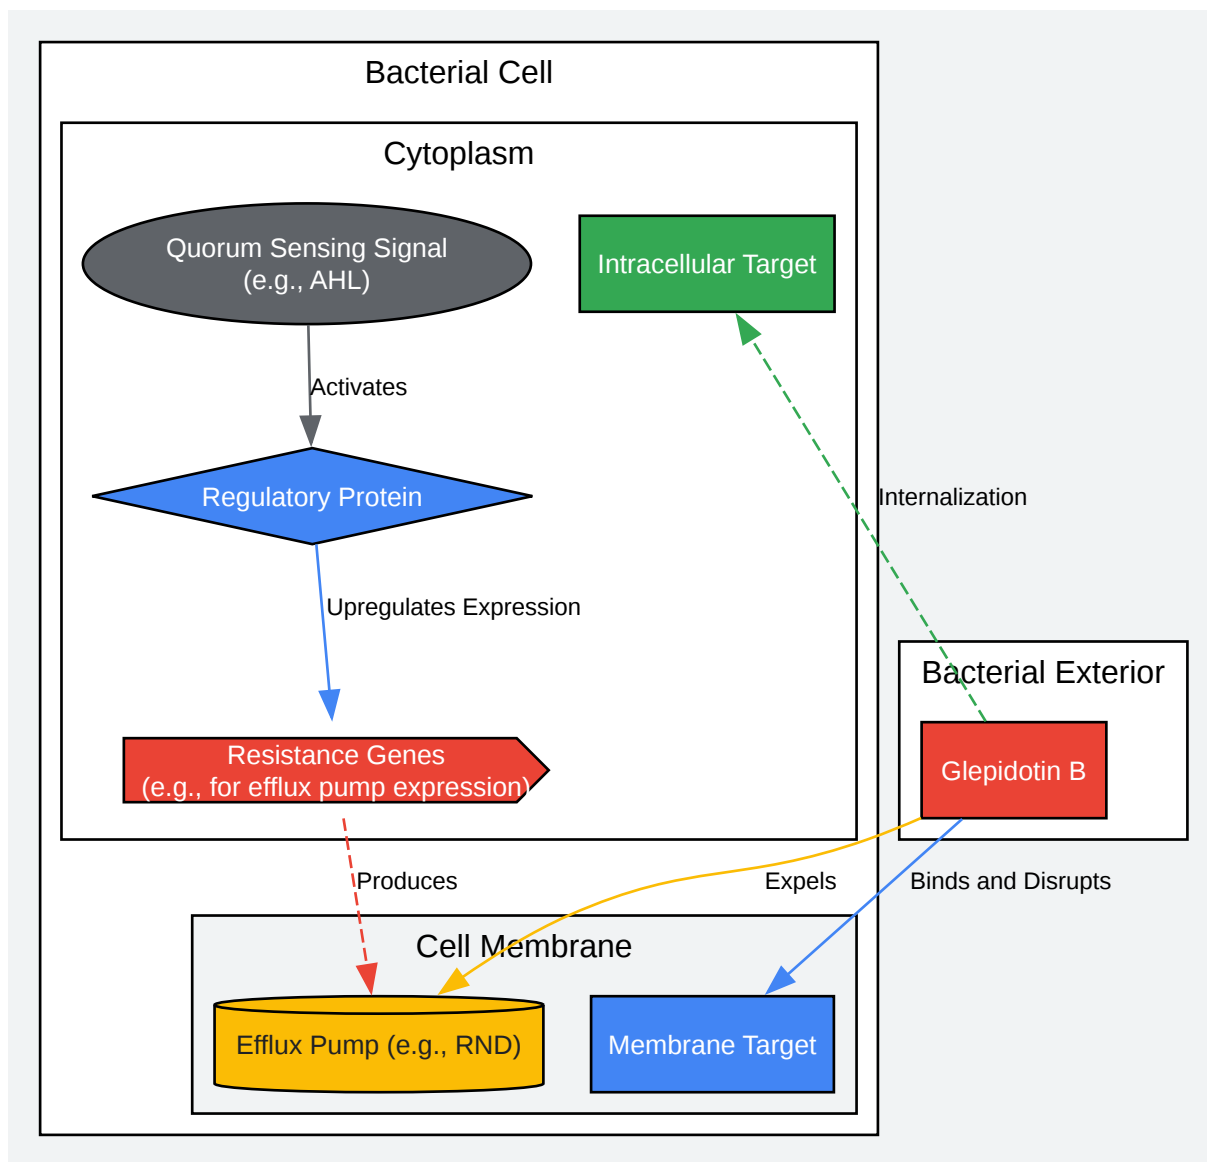 Bacterial Cell
Cytoplasm
Quorum Sensing Signal
(e.g., AHL)
Intracellular Target
Activates
Regulatory Protein
Internalization
Upregulates Expression
Bacterial Exterior
Resistance Genes
(e.g., for efflux pump expression)
Glepidotin B
Produces
Expels
Binds and Disrupts
Cell Membrane
Efflux Pump (e.g., RND)
Membrane Target